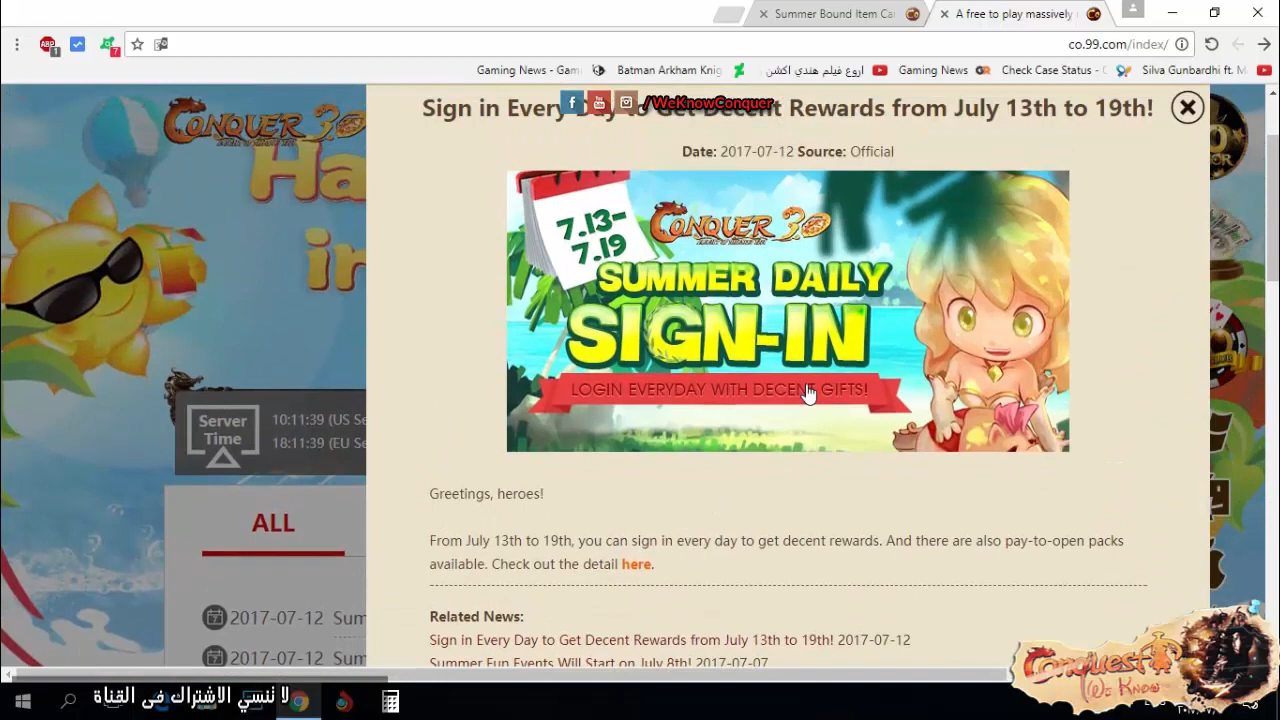 Summer Bound Item Ca
A free to play massively
ABP
1
7
co.99.com/index/
Gaming News - Gam
Batman Arkham Knig
اروع فيلم هندي اكشن
Gaming News
Check Case Status -
Silva Gunbardhi ft. M
/WeKnowConquer
Sign in Every Day to Get Decent Rewards from July 13th to 19th!
Date: 2017-07-12 Source: Official
CONQUER 3.0
Ha
in
7.13-
7.19
CONQUER 3.0
SUMMER DAILY
SIGN-IN
LOGIN EVERYDAY WITH DECENT GIFTS!
Server
Time
10:11:39 (US Se
18:11:39 (EU Se
Greetings, heroes!
ALL
From July 13th to 19th, you can sign in every day to get decent rewards. And there are also pay-to-open packs
available. Check out the detail here.
2017-07-12 Sum
2017-07-12 Sum
Related News:
Sign in Every Day to Get Decent Rewards from July 13th to 19th! 2017-07-12
Summer Fun Events Will Start on July 8th! 2017-07-07
Conquest
We Know
لا تنسي الاشتراك فى القناة